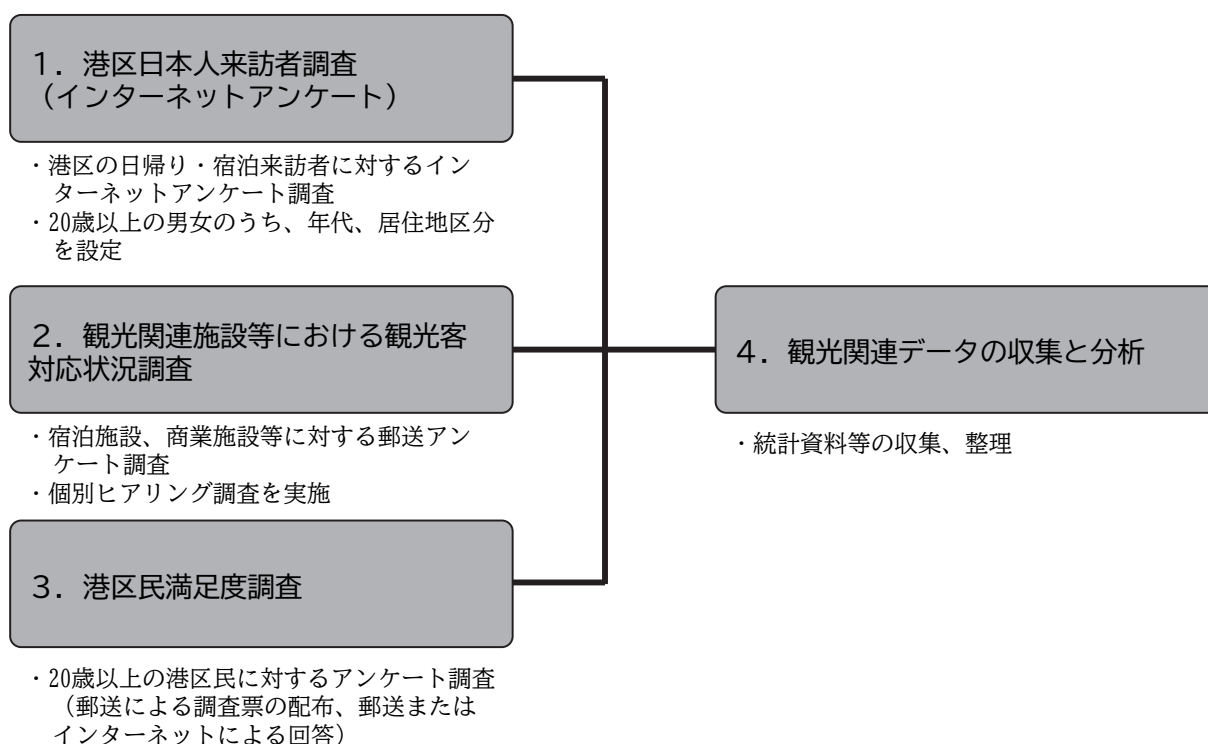 １．港区日本人来訪者調査
（インターネットアンケート）
・港区の日帰り・宿泊来訪者に対するイン
ターネットアンケート調査
・20歳以上の男女のうち、年代、居住地区分
を設定
２．観光関連施設等における観光客
対応状況調査
・宿泊施設、商業施設等に対する郵送アン
ケート調査
・個別ヒアリング調査を実施
３．港区民満足度調査
・20歳以上の港区民に対するアンケート調査
（郵送による調査票の配布、郵送または
インターネットによる回答）
４．観光関連データの収集と分析
・統計資料等の収集、整理